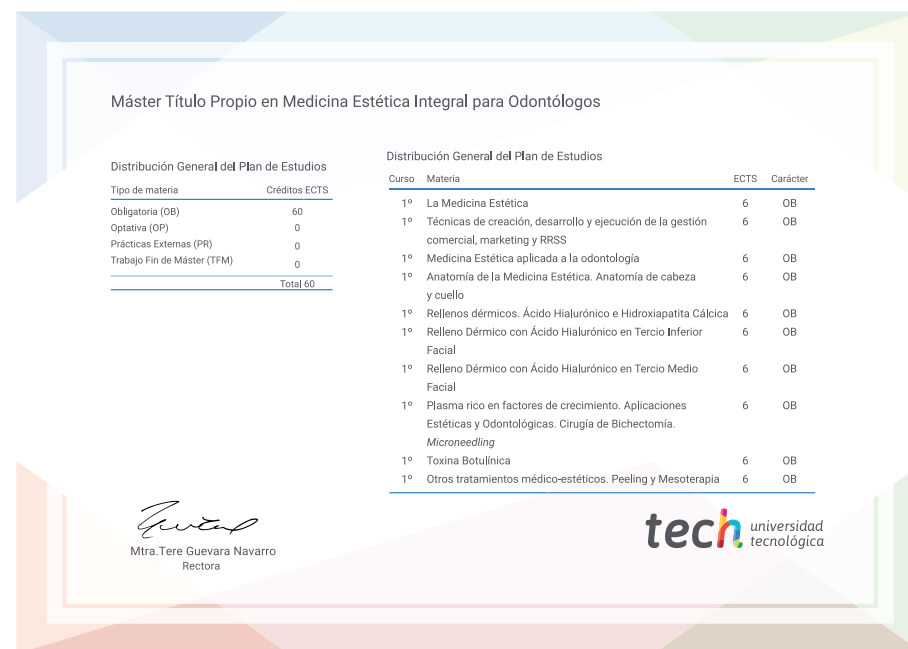 Máster Título Propio en Medicina Estética Integral para Odontólogos
Distribución General del Plan de Estudios
Tipo de materia Créditos ECTS
Obligatoria (OB) 60
Optativa (OP) 0
Prácticas Externas (PR) 0
Trabajo Fin de Máster (TFM) 0
Total 60
Distribución General del Plan de Estudios
Curso Materia ECTS Carácter
1º La Medicina Estética 6 OB
1º Técnicas de creación, desarrollo y ejecución de la gestión 6 OB
comercial, marketing y RRSS
1º Medicina Estética aplicada a la odontología 6 OB
1º Anatomía de la Medicina Estética. Anatomía de cabeza 6 OB
y cuello
1º Rellenos dérmicos. Ácido Hialurónico e Hidroxiapatita Cálcica 6 OB
1º Relleno Dérmico con Ácido Hialurónico en Tercio Inferior 6 OB
Facial
1º Relleno Dérmico con Ácido Hialurónico en Tercio Medio 6 OB
Facial
1º Plasma rico en factores de crecimiento. Aplicaciones 6 OB
Estéticas y Odontológicas. Cirugía de Bichectomía.
Microneedling
1º Toxina Botulínica 6 OB
1º Otros tratamientos médico-estéticos. Peeling y Mesoterapia 6 OB
Mtra.Tere Guevara Navarro
Rectora
tech universidad
tecnológica